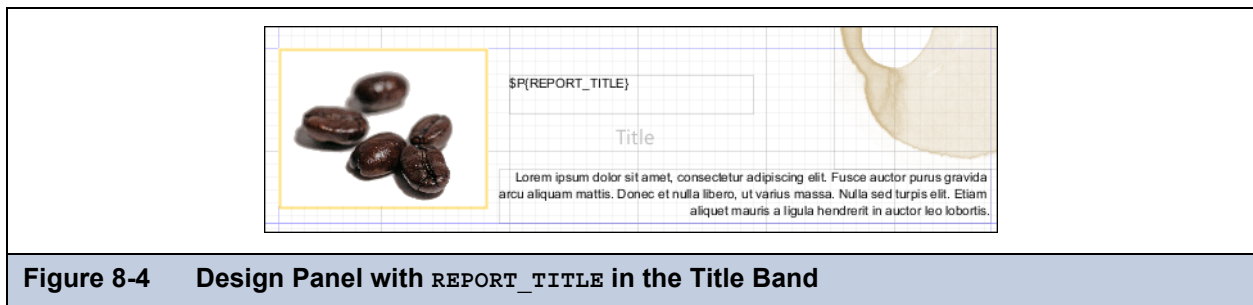 $P{REPORT_TITLE}
Title
Lorem ipsum dolor sit amet, consectetur adipiscing elit. Fusce auctor purus gravida
arcu aliquam mattis. Donec et nulla libero, ut varius massa. Nulla sed turpis elit. Etiam
aliquet mauris a ligula hendrerit in auctor leo lobortis.
Figure 8-4 Design Panel with REPORT_TITLE in the Title Band